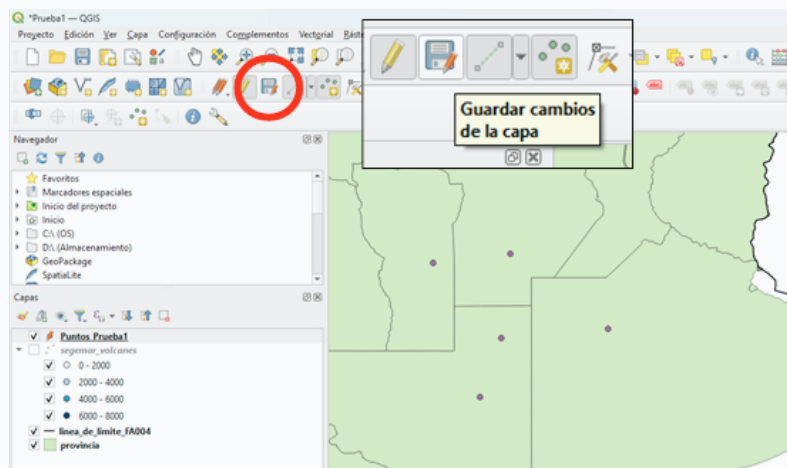 *Prueba1 — QGIS
Proyecto Edición Ver Capa Configuración Complementos Vectorial Ráste
Guardar cambios
de la capa
Navegador
Favoritos
Marcadores espaciales
Inicio del proyecto
Inicio
C:\ (OS)
D:\ (Almacenamiento)
GeoPackage
SpatiaLite
Capas
Puntos Prueba1
segemar_volcanes
0 - 2000
2000 - 4000
4000 - 6000
6000 - 8000
linea_de_limite_FA004
provincia